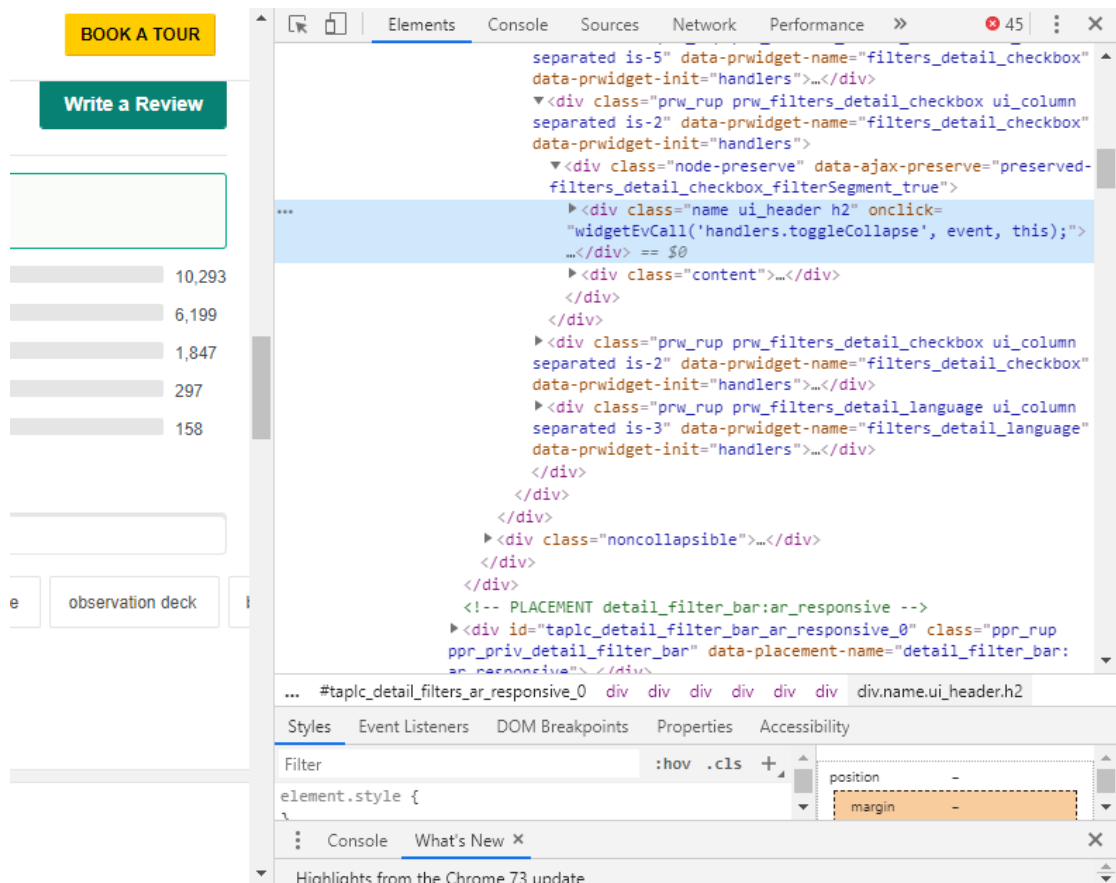 BOOK A TOUR
Write a Review
10,293
6,199
1,847
297
158
e
observation deck
Elements Console Sources Network Performance » 45
separated is-5" data-prwidget-name="filters_detail_checkbox"
data-prwidget-init="handlers">…</div>
▼<div class="prw_rup prw_filters_detail_checkbox ui_column
separated is-2" data-prwidget-name="filters_detail_checkbox"
data-prwidget-init="handlers">
▼<div class="node-preserve" data-ajax-preserve="preserved-
filters_detail_checkbox_filterSegment_true">
… ▶<div class="name ui_header h2" onclick=
"widgetEvCall('handlers.toggleCollapse', event, this);">
…</div> == $0
▶<div class="content">…</div>
</div>
</div>
▶<div class="prw_rup prw_filters_detail_checkbox ui_column
separated is-2" data-prwidget-name="filters_detail_checkbox"
data-prwidget-init="handlers">…</div>
▶<div class="prw_rup prw_filters_detail_language ui_column
separated is-3" data-prwidget-name="filters_detail_language"
data-prwidget-init="handlers">…</div>
</div>
</div>
</div>
▶<div class="noncollapsible">…</div>
</div>
</div>
<!-- PLACEMENT detail_filter_bar:ar_responsive -->
▶<div id="taplc_detail_filter_bar_ar_responsive_0" class="ppr_rup
ppr_priv_detail_filter_bar" data-placement-name="detail_filter_bar:
ar_responsive"> </div>
… #taplc_detail_filters_ar_responsive_0 div div div div div div div.name.ui_header.h2
Styles Event Listeners DOM Breakpoints Properties Accessibility
Filter :hov .cls +
element.style {
}
position –
margin –
Console What's New ×
Highlights from the Chrome 73 update